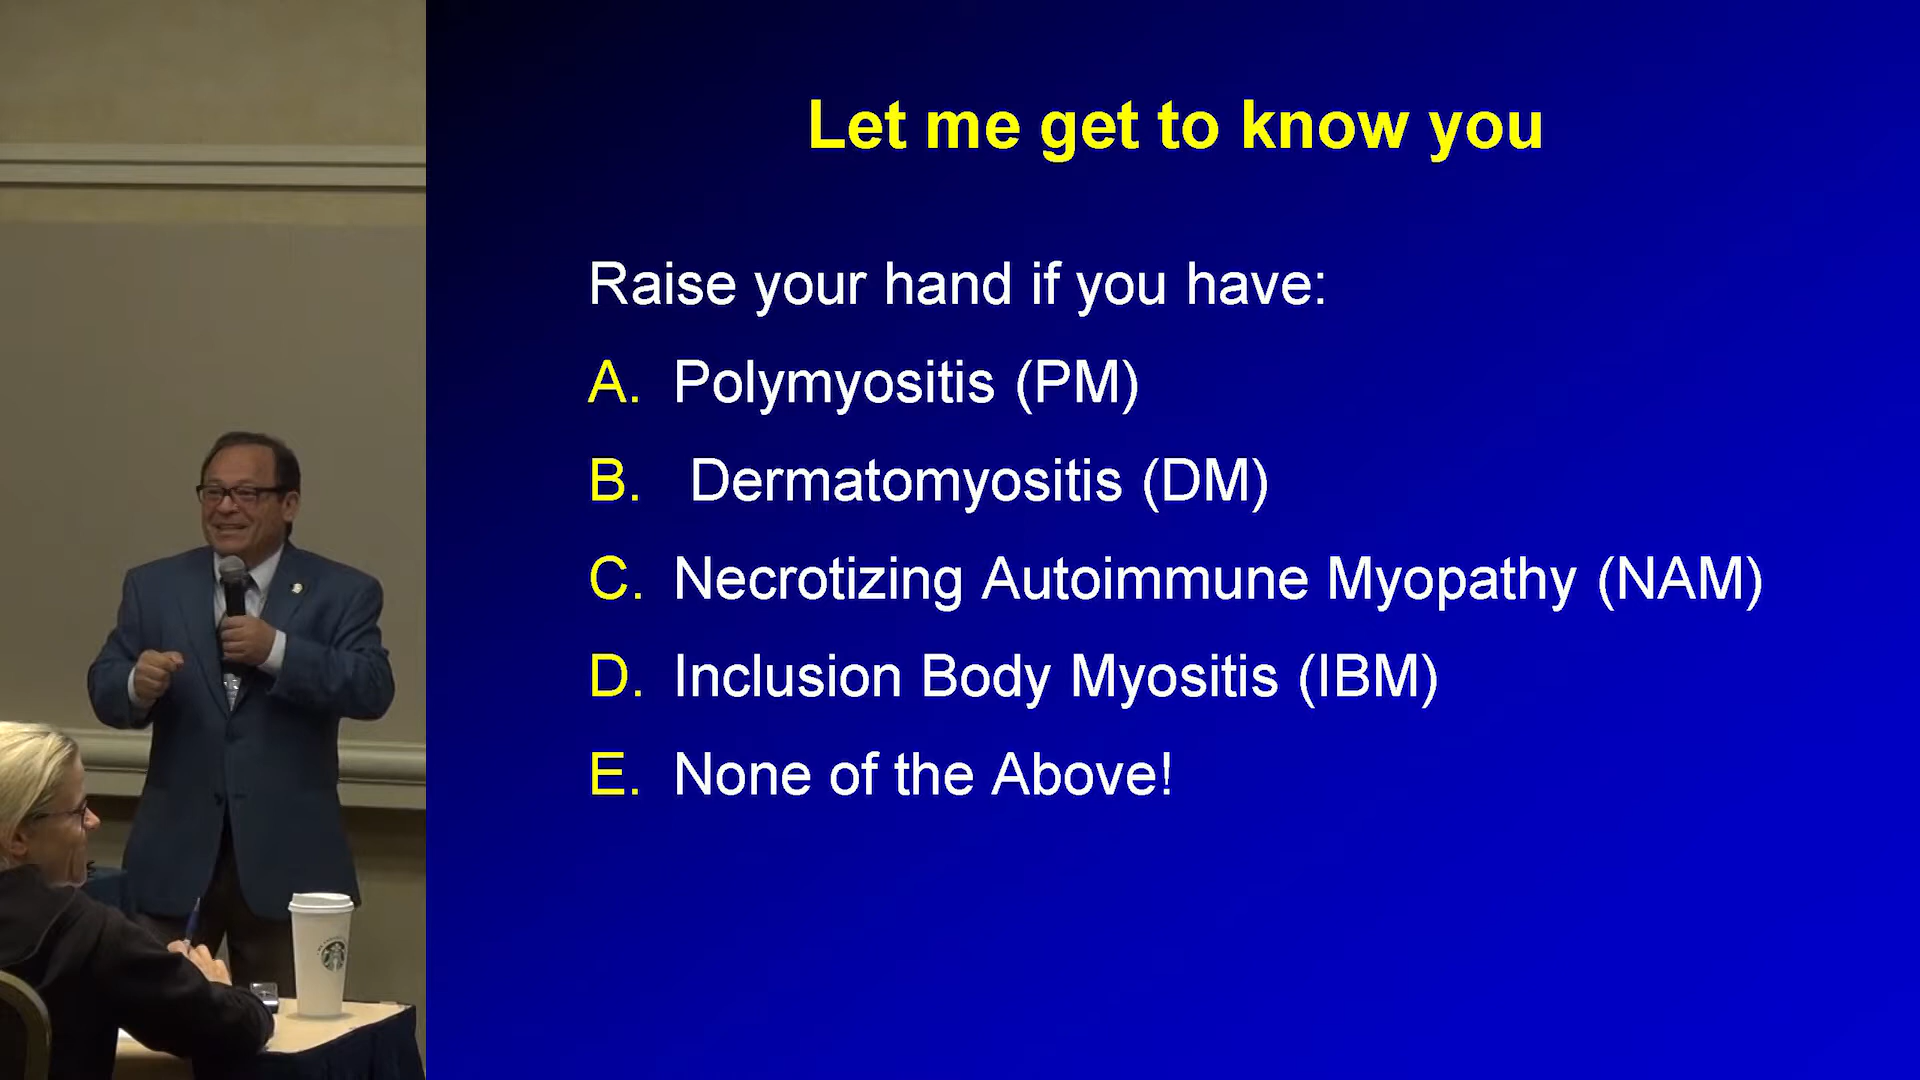 Let me get to know you
Raise your hand if you have:
A. Polymyositis (PM)
B. Dermatomyositis (DM)
C. Necrotizing Autoimmune Myopathy (NAM)
D. Inclusion Body Myositis (IBM)
E. None of the Above!